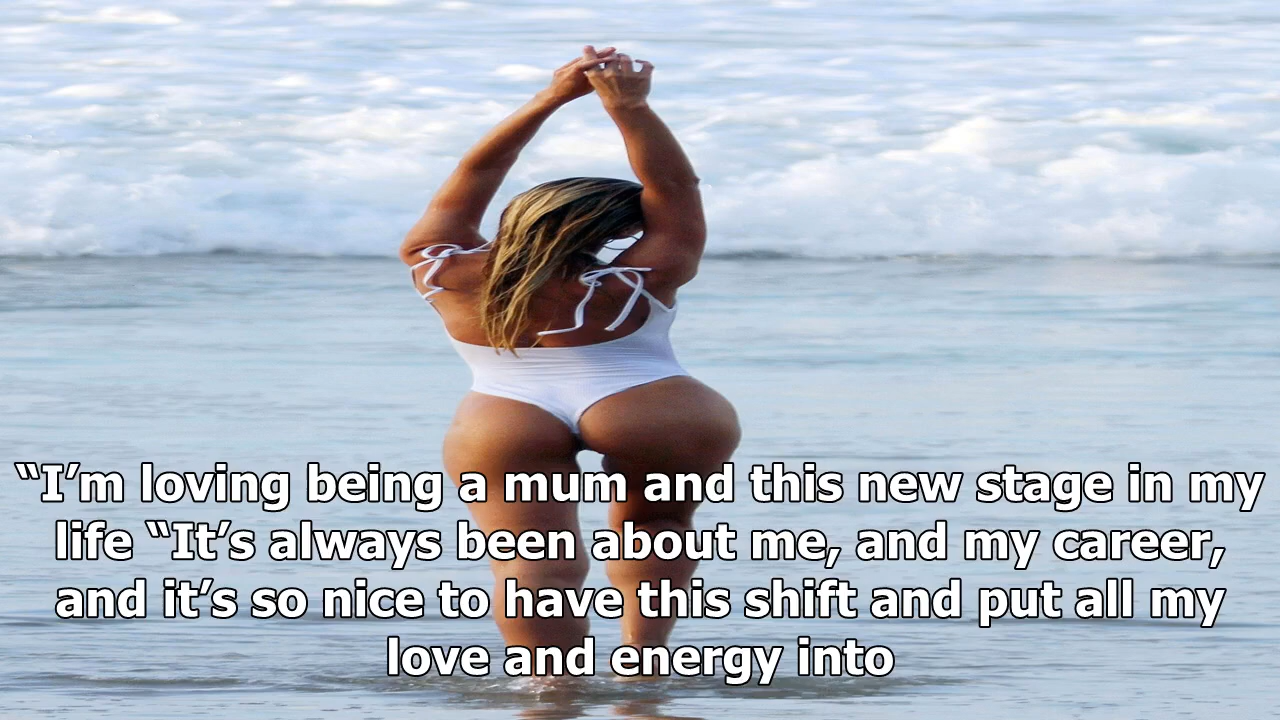 “I’m loving being a mum and this new stage in my
life “It’s always been about me, and my career,
and it’s so nice to have this shift and put all my
love and energy into